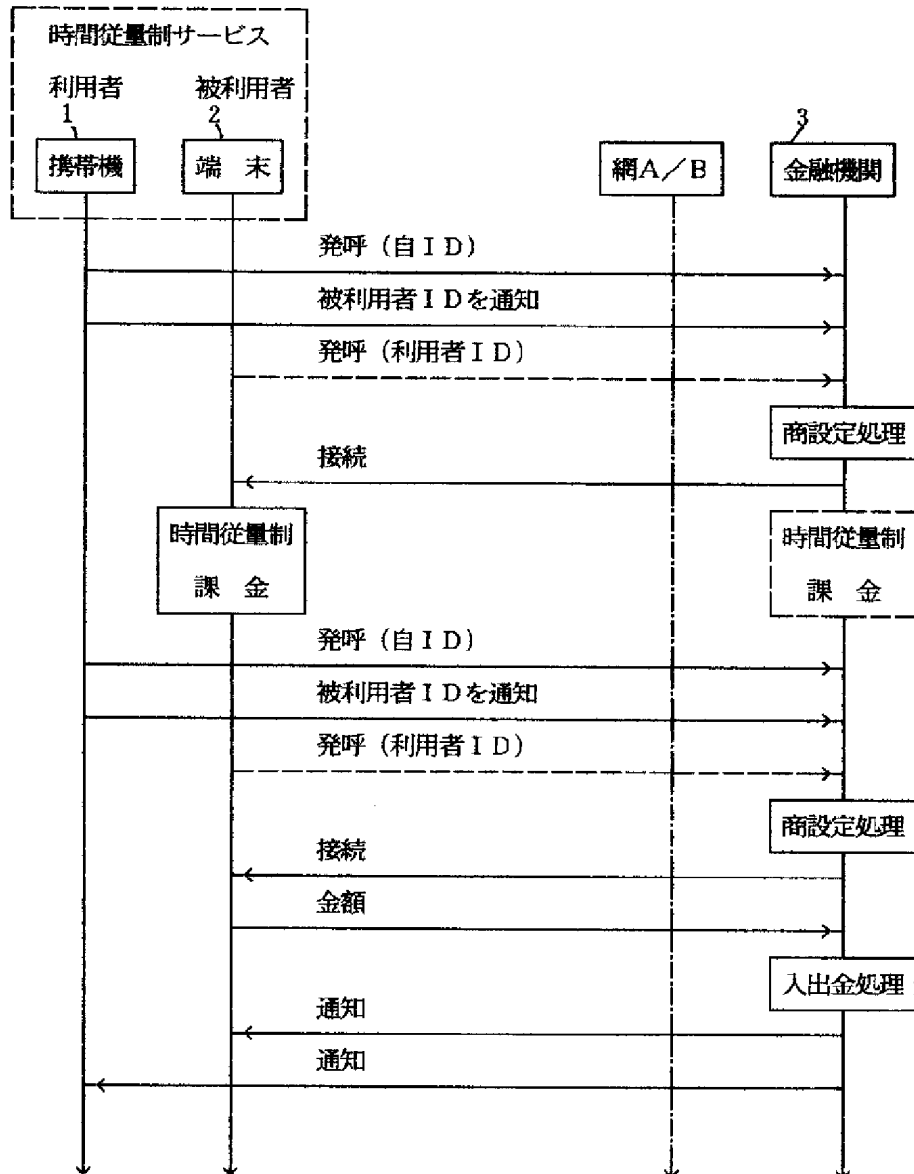 時間従量制サービス
利用者 被利用者
1 2 3
携帯機 端 末 網A/B 金融機関
発呼(自ID)
被利用者IDを通知
発呼(利用者ID)
商設定処理
接続
時間従量制
課 金
時間従量制
課 金
発呼(自ID)
被利用者IDを通知
発呼(利用者ID)
商設定処理
接続
金額
入出金処理
通知
通知